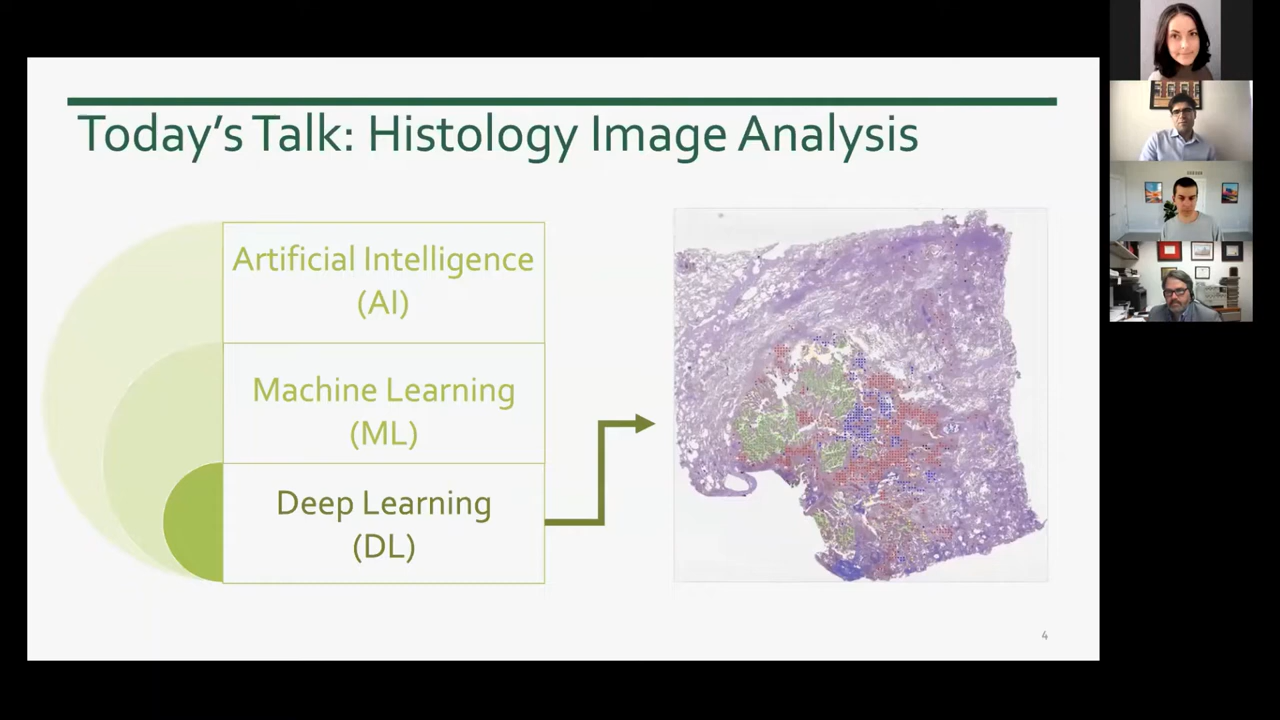 Today's Talk: Histology Image Analysis
Artificial Intelligence
(AI)
Machine Learning
(ML)
Deep Learning
(DL)
4